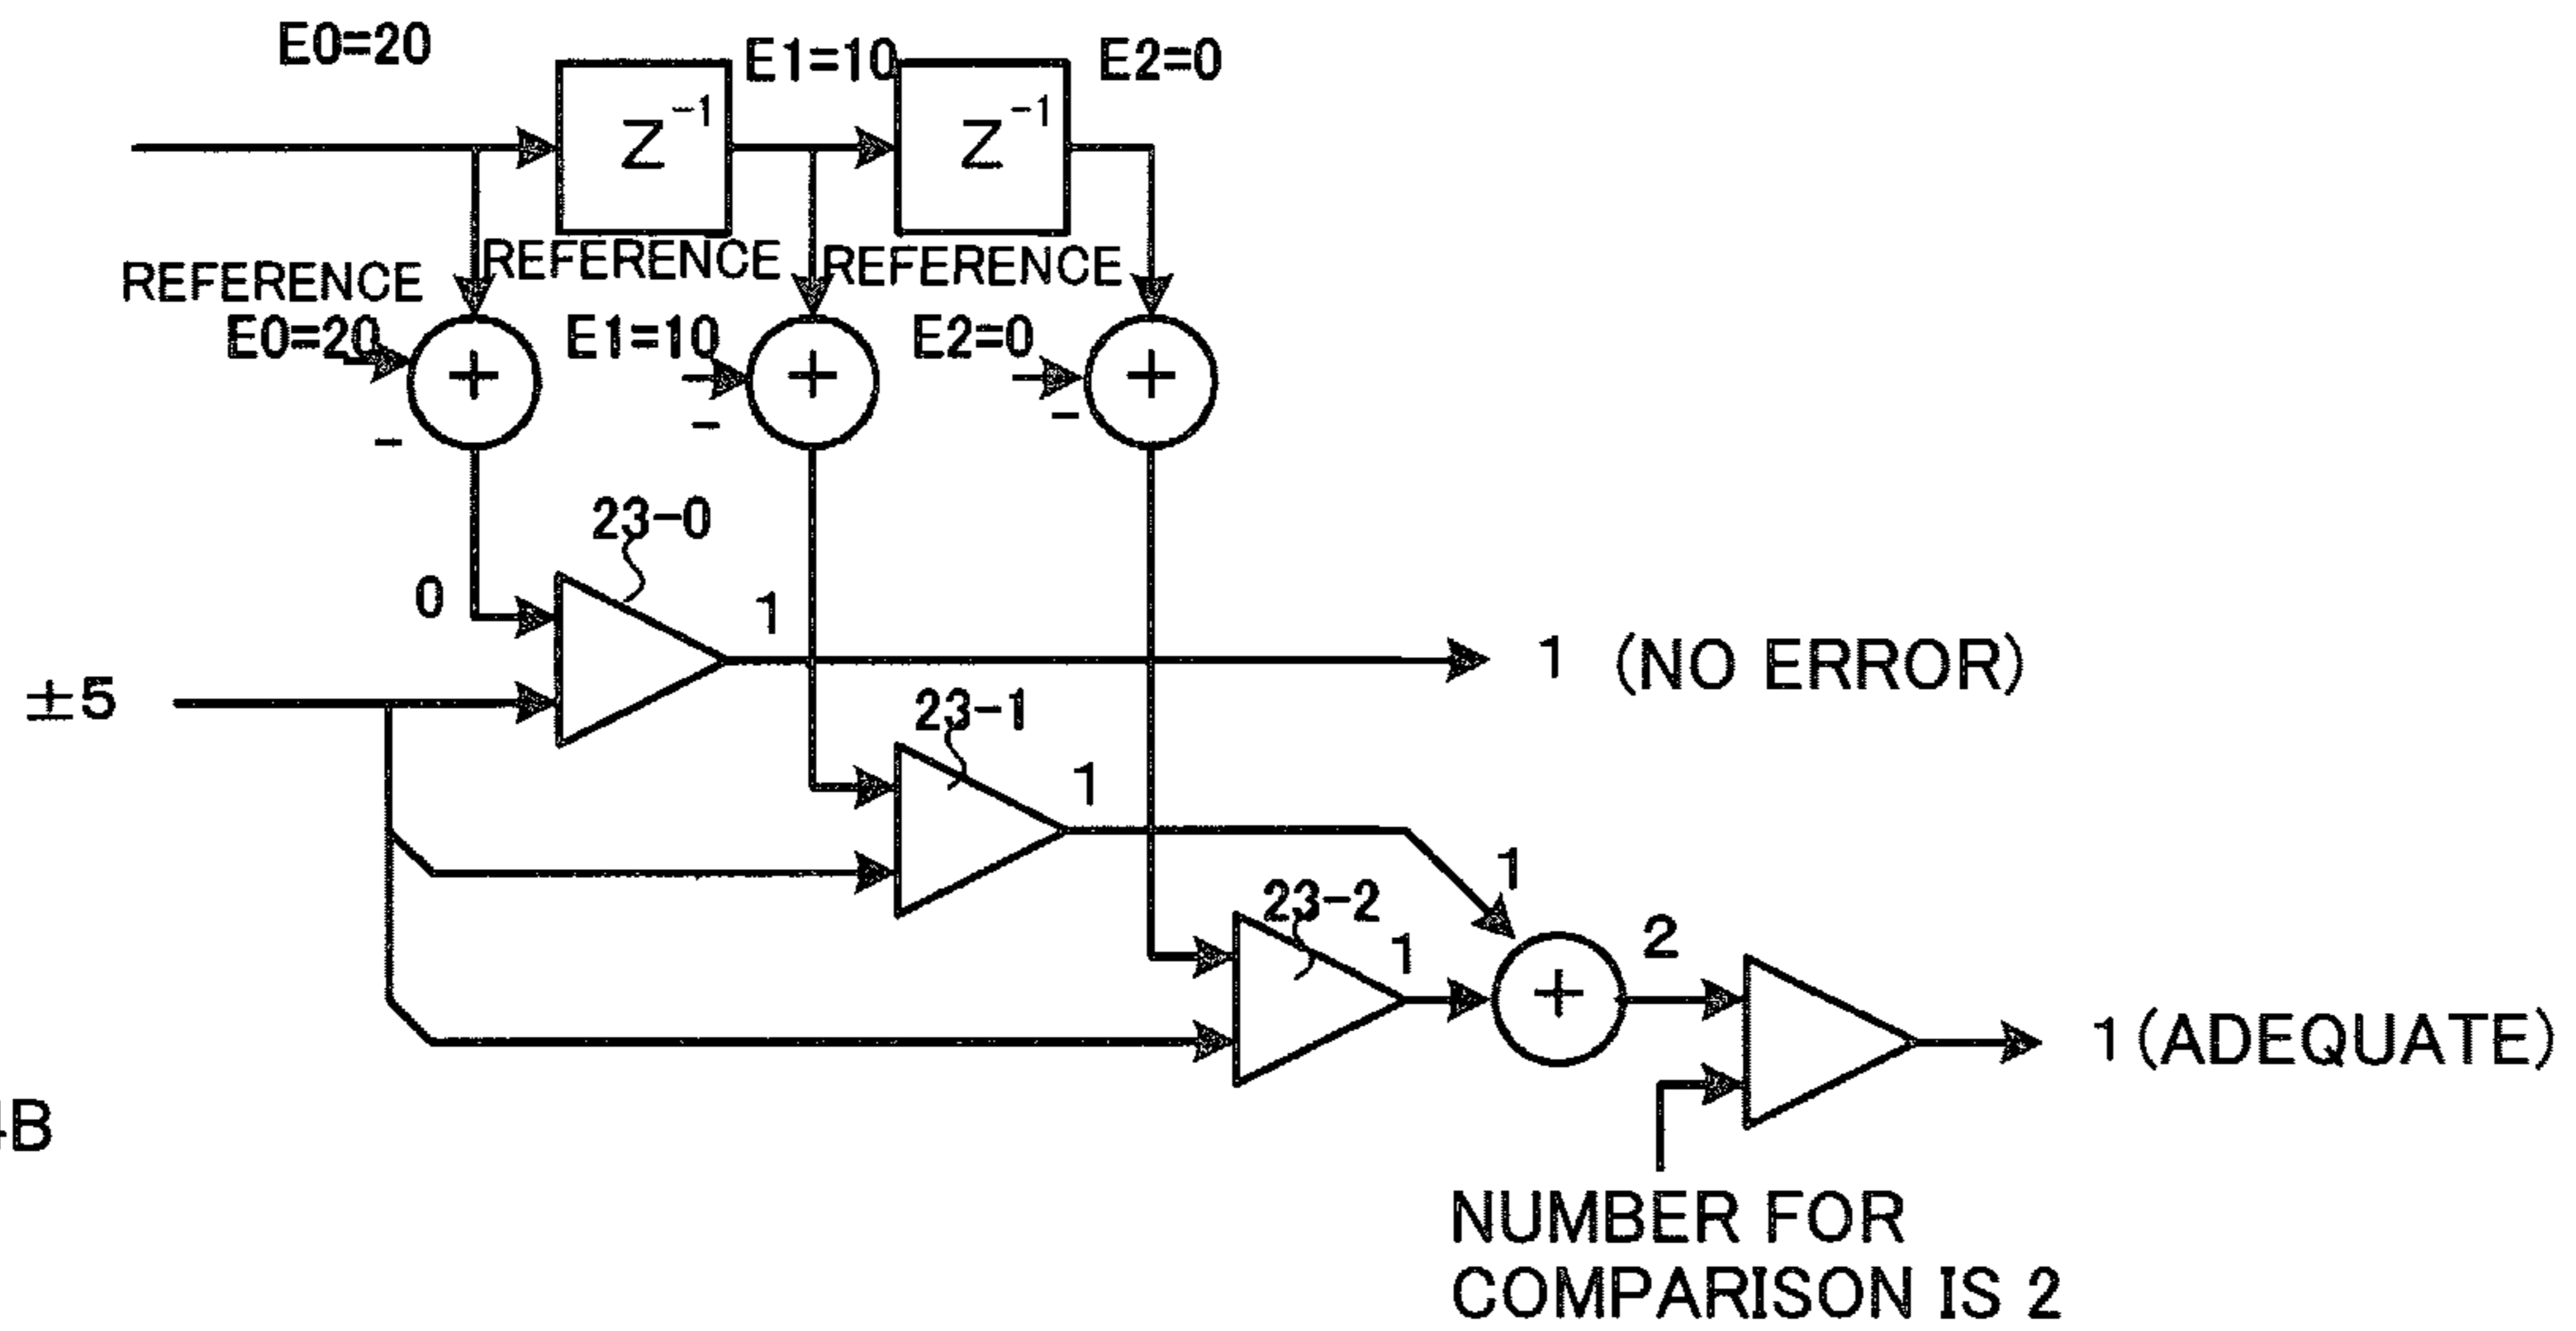 E0=20
E1=10
E2=0
Z⁻¹
Z⁻¹
REFERENCE
REFERENCE
REFERENCE
E0=20
E1=10
E2=0
+
+
+
-
-
-
23-0
0
1
1 (NO ERROR)
±5
23-1
1
1
23-2
1
+
2
1 (ADEQUATE)
4B
NUMBER FOR
COMPARISON IS 2